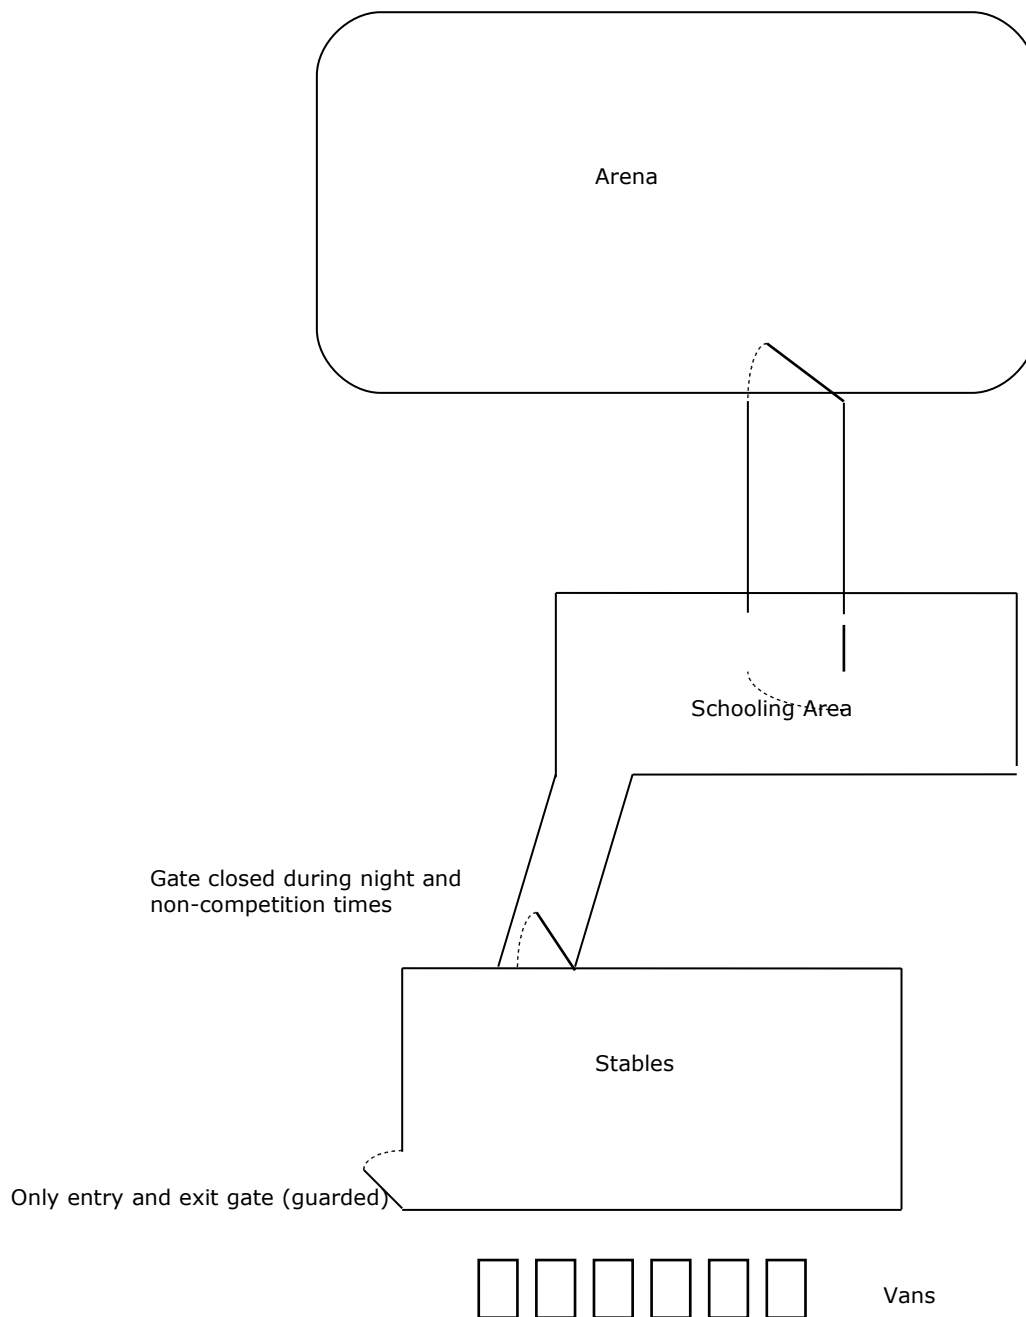 Arena
Schooling Area
Gate closed during night and
non-competition times
Stables
Only entry and exit gate (guarded)
Vans